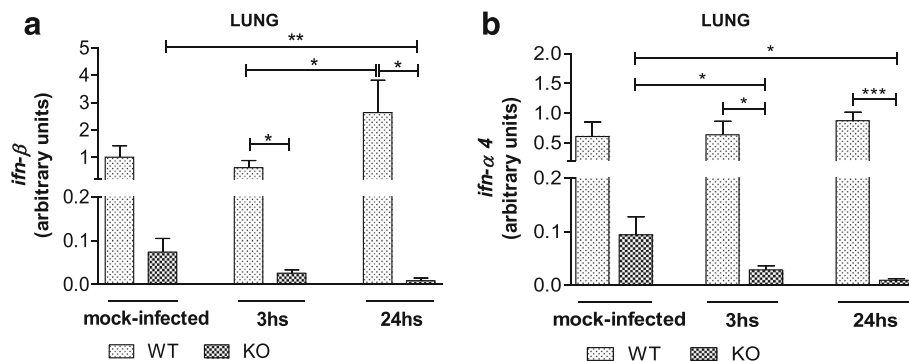 a
LUNG
ifn-β
(arbitrary units)
5
4
3
2
1
0.2
0.1
0.0
**
*
*
*
mock-infected
3hs
24hs
WT
KO
b
LUNG
ifn-α 4
(arbitrary units)
2.0
1.5
1.0
0.5
0.2
0.1
0.0
*
*
*
***
mock-infected
3hs
24hs
WT
KO